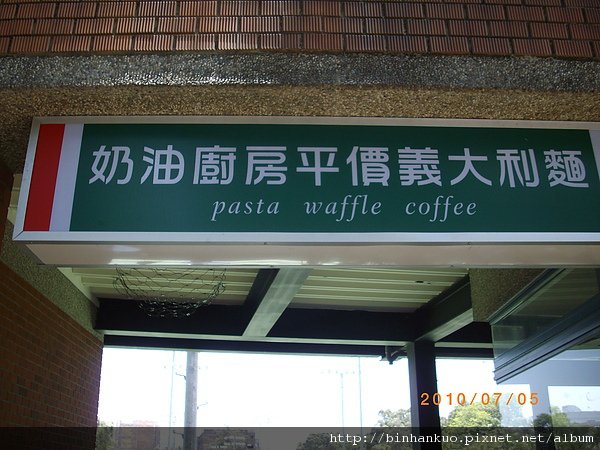 奶油廚房平價義大利麵
pasta waffle coffee
2010/07/05
http://binhankuo.pixnet.net/album